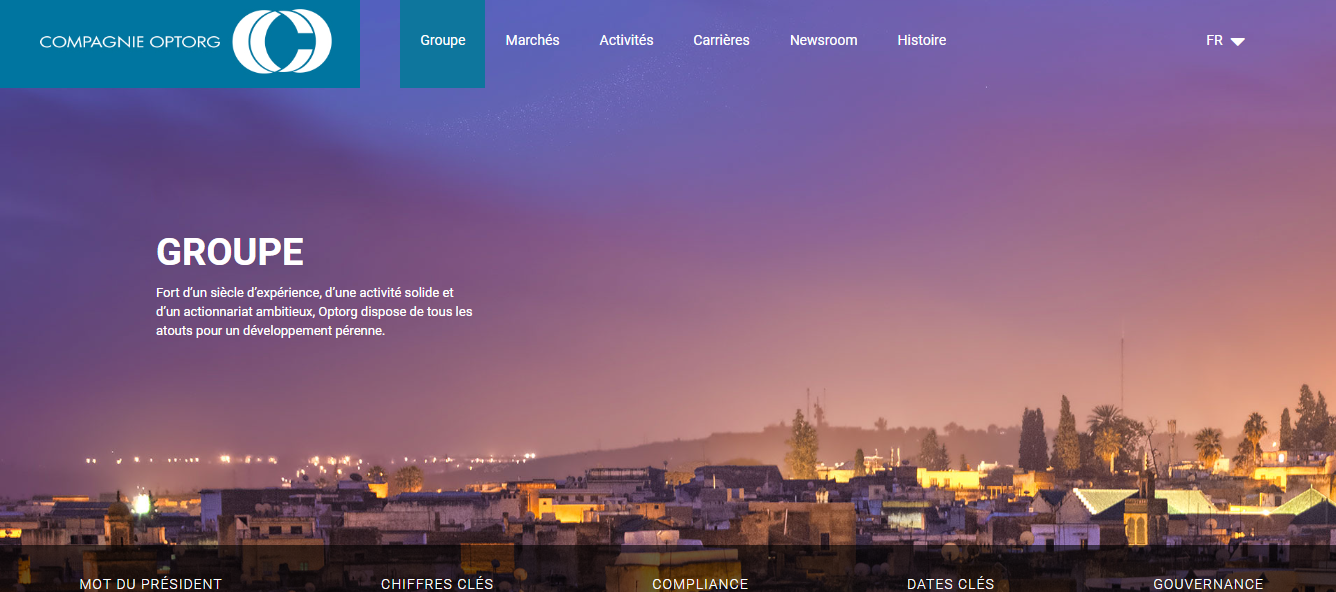 COMPAGNIE OPTORG
Groupe
Marchés
Activités
Carrières
Newsroom
Histoire
FR
GROUPE
Fort d’un siècle d’expérience, d’une activité solide et
d’un actionnariat ambitieux, Optorg dispose de tous les
atouts pour un développement pérenne.
MOT DU PRÉSIDENT
CHIFFRES CLÉS
COMPLIANCE
DATES CLÉS
GOUVERNANCE